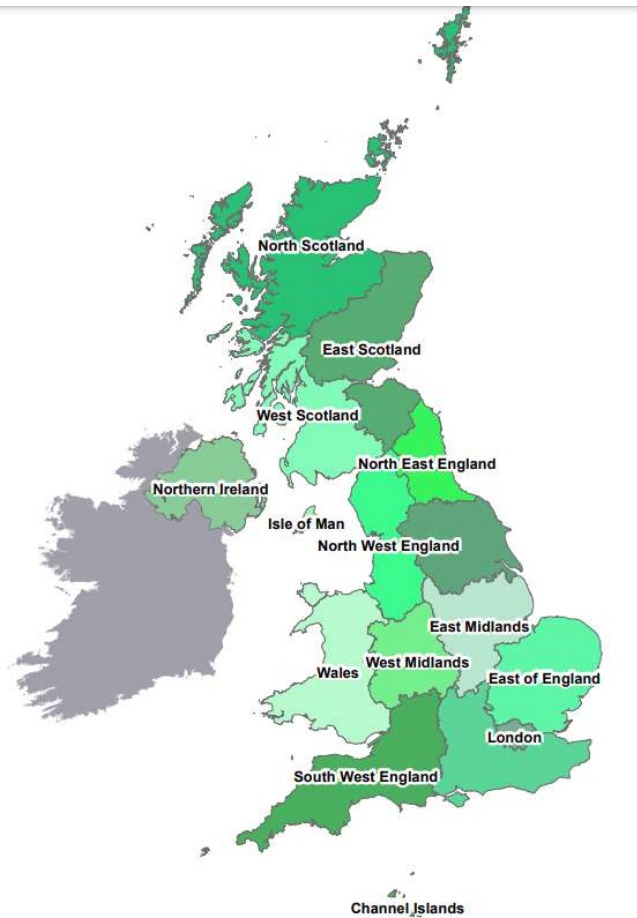 North Scotland
East Scotland
West Scotland
North East England
Northern Ireland
Isle of Man
North West England
East Midlands
West Midlands
Wales
East of England
London
South West England
Channel Islands